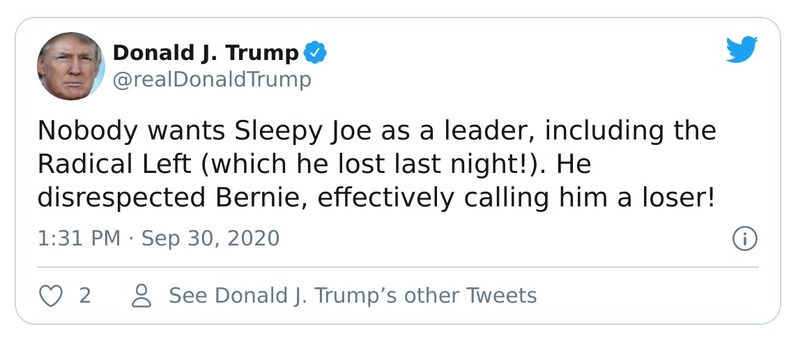 Donald J. Trump
@realDonaldTrump
Nobody wants Sleepy Joe as a leader, including the
Radical Left (which he lost last night!). He
disrespected Bernie, effectively calling him a loser!
1:31 PM · Sep 30, 2020
2 See Donald J. Trump’s other Tweets